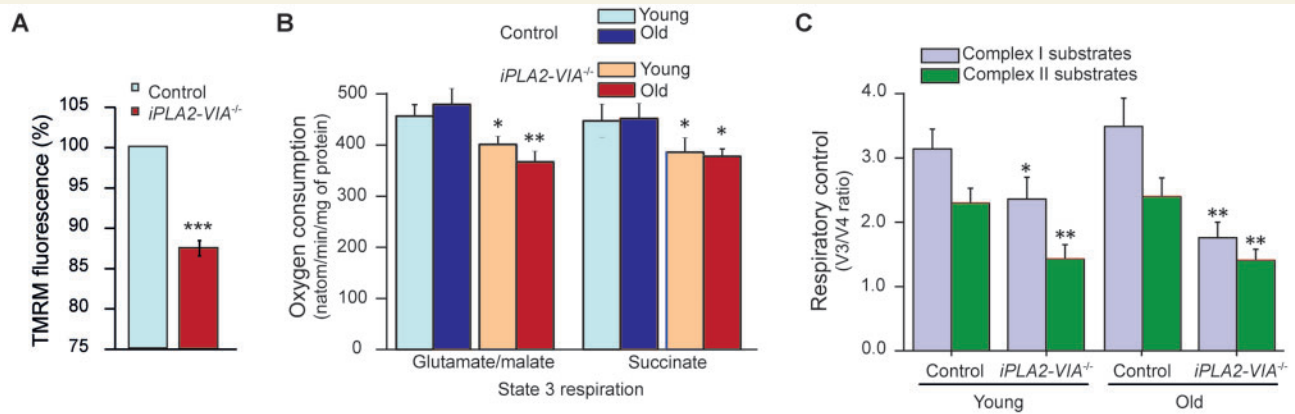 A
Control
iPLA2-VIA-/-
TMRM fluorescence (%)
105
100
95
90
85
80
75
***
B
Control
Young
Old
iPLA2-VIA-/-
Young
Old
Oxygen consumption
(natom/min/mg of protein)
500
400
300
400
100
0
*
**
*
*
Glutamate/malate
Succinate
State 3 respiration
C
Complex I substrates
Complex II substrates
Respiratory control
(V3/V4 ratio)
4.0
3.0
2.0
1.0
0.0
*
**
**
**
Control
iPLA2-VIA-/-
Control
iPLA2-VIA-/-
Young
Old